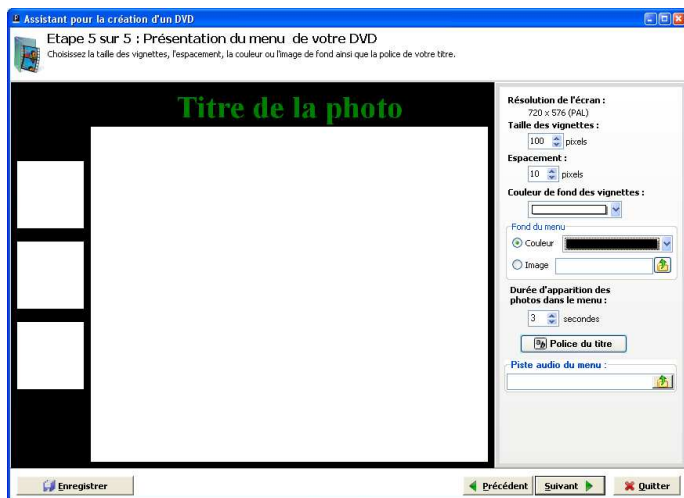 Assistant pour la création d'un DVD
Etape 5 sur 5 : Présentation du menu de votre DVD
Choisissez la taille des vignettes, l'espacement, la couleur ou l'image de fond ainsi que la police de votre titre.
Titre de la photo
Résolution de l'écran :
720 x 576 (PAL)
Taille des vignettes :
100 pixels
Espacement :
10 pixels
Couleur de fond des vignettes :
Fond du menu
Couleur
Image
Durée d'apparition des
photos dans le menu :
3 secondes
Police du titre
Piste audio du menu :
Enregistrer
Précédent
Suivant
Quitter